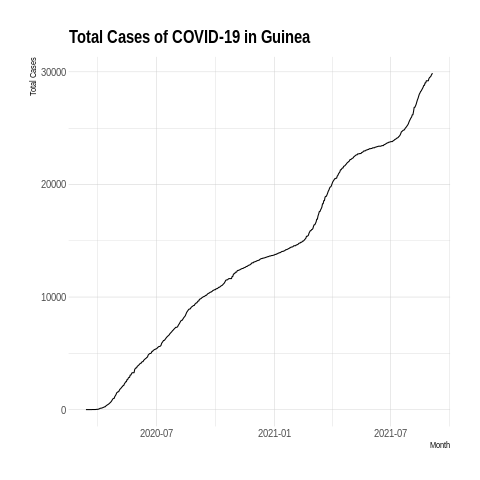 Total Cases of COVID-19 in Guinea
Total Cases
30000
20000
10000
0
2020-07
2021-01
2021-07
Month